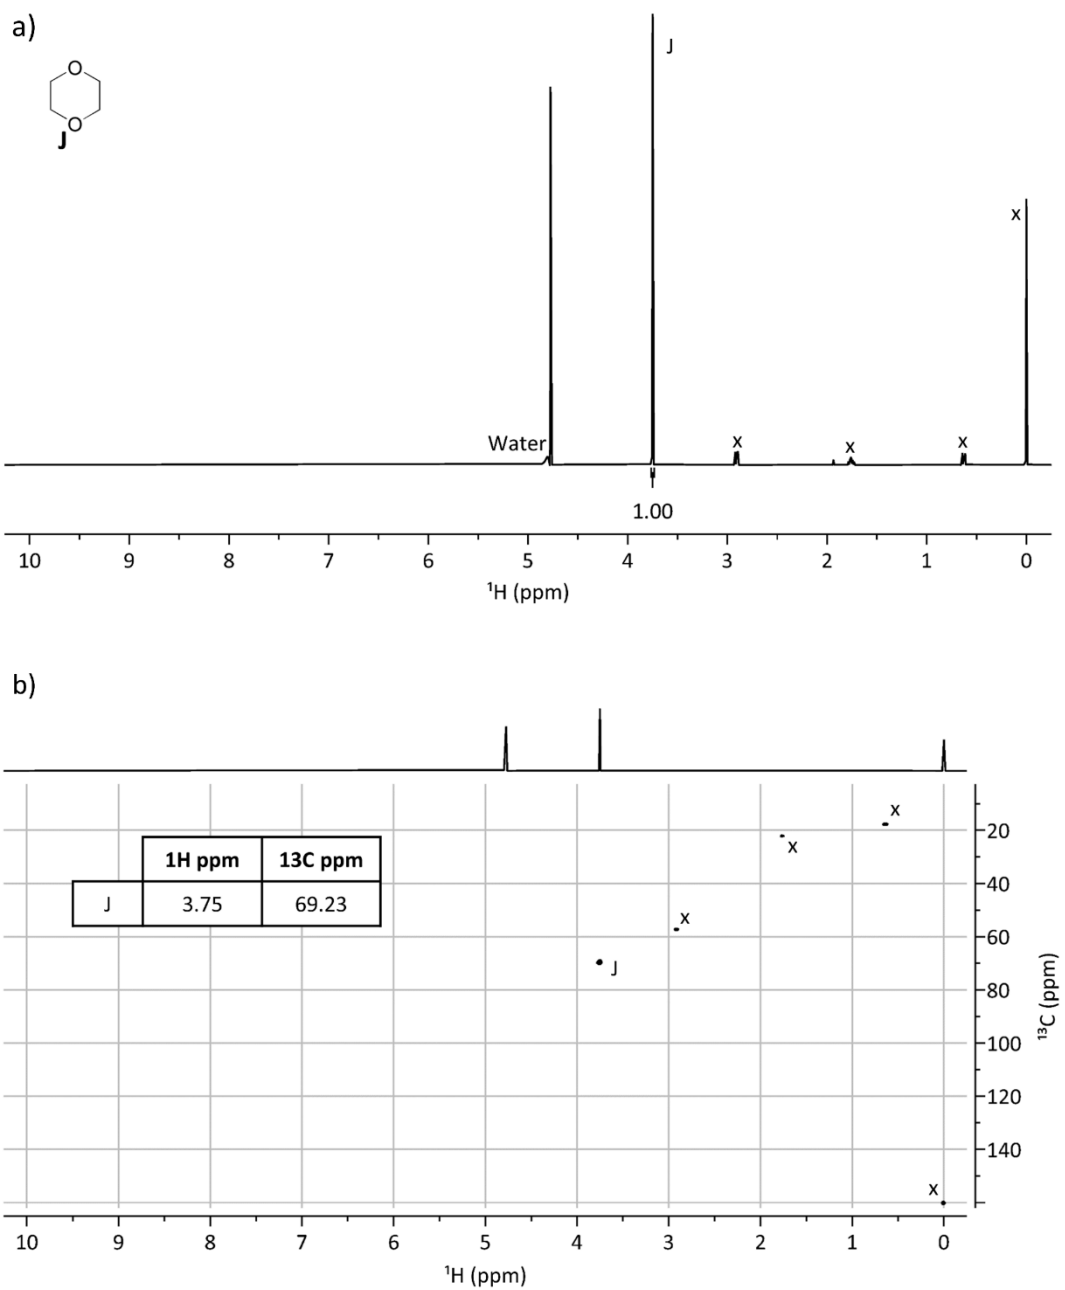 a)
O
O
J
J
x
Water
x
x
x
1.00
10 9 8 7 6 5 4 3 2 1 0
¹H (ppm)
b)
x
x
x
J
x
1H ppm 13C ppm
J 3.75 69.23
20
40
60
80
100
120
140
¹³C (ppm)
10 9 8 7 6 5 4 3 2 1 0
¹H (ppm)